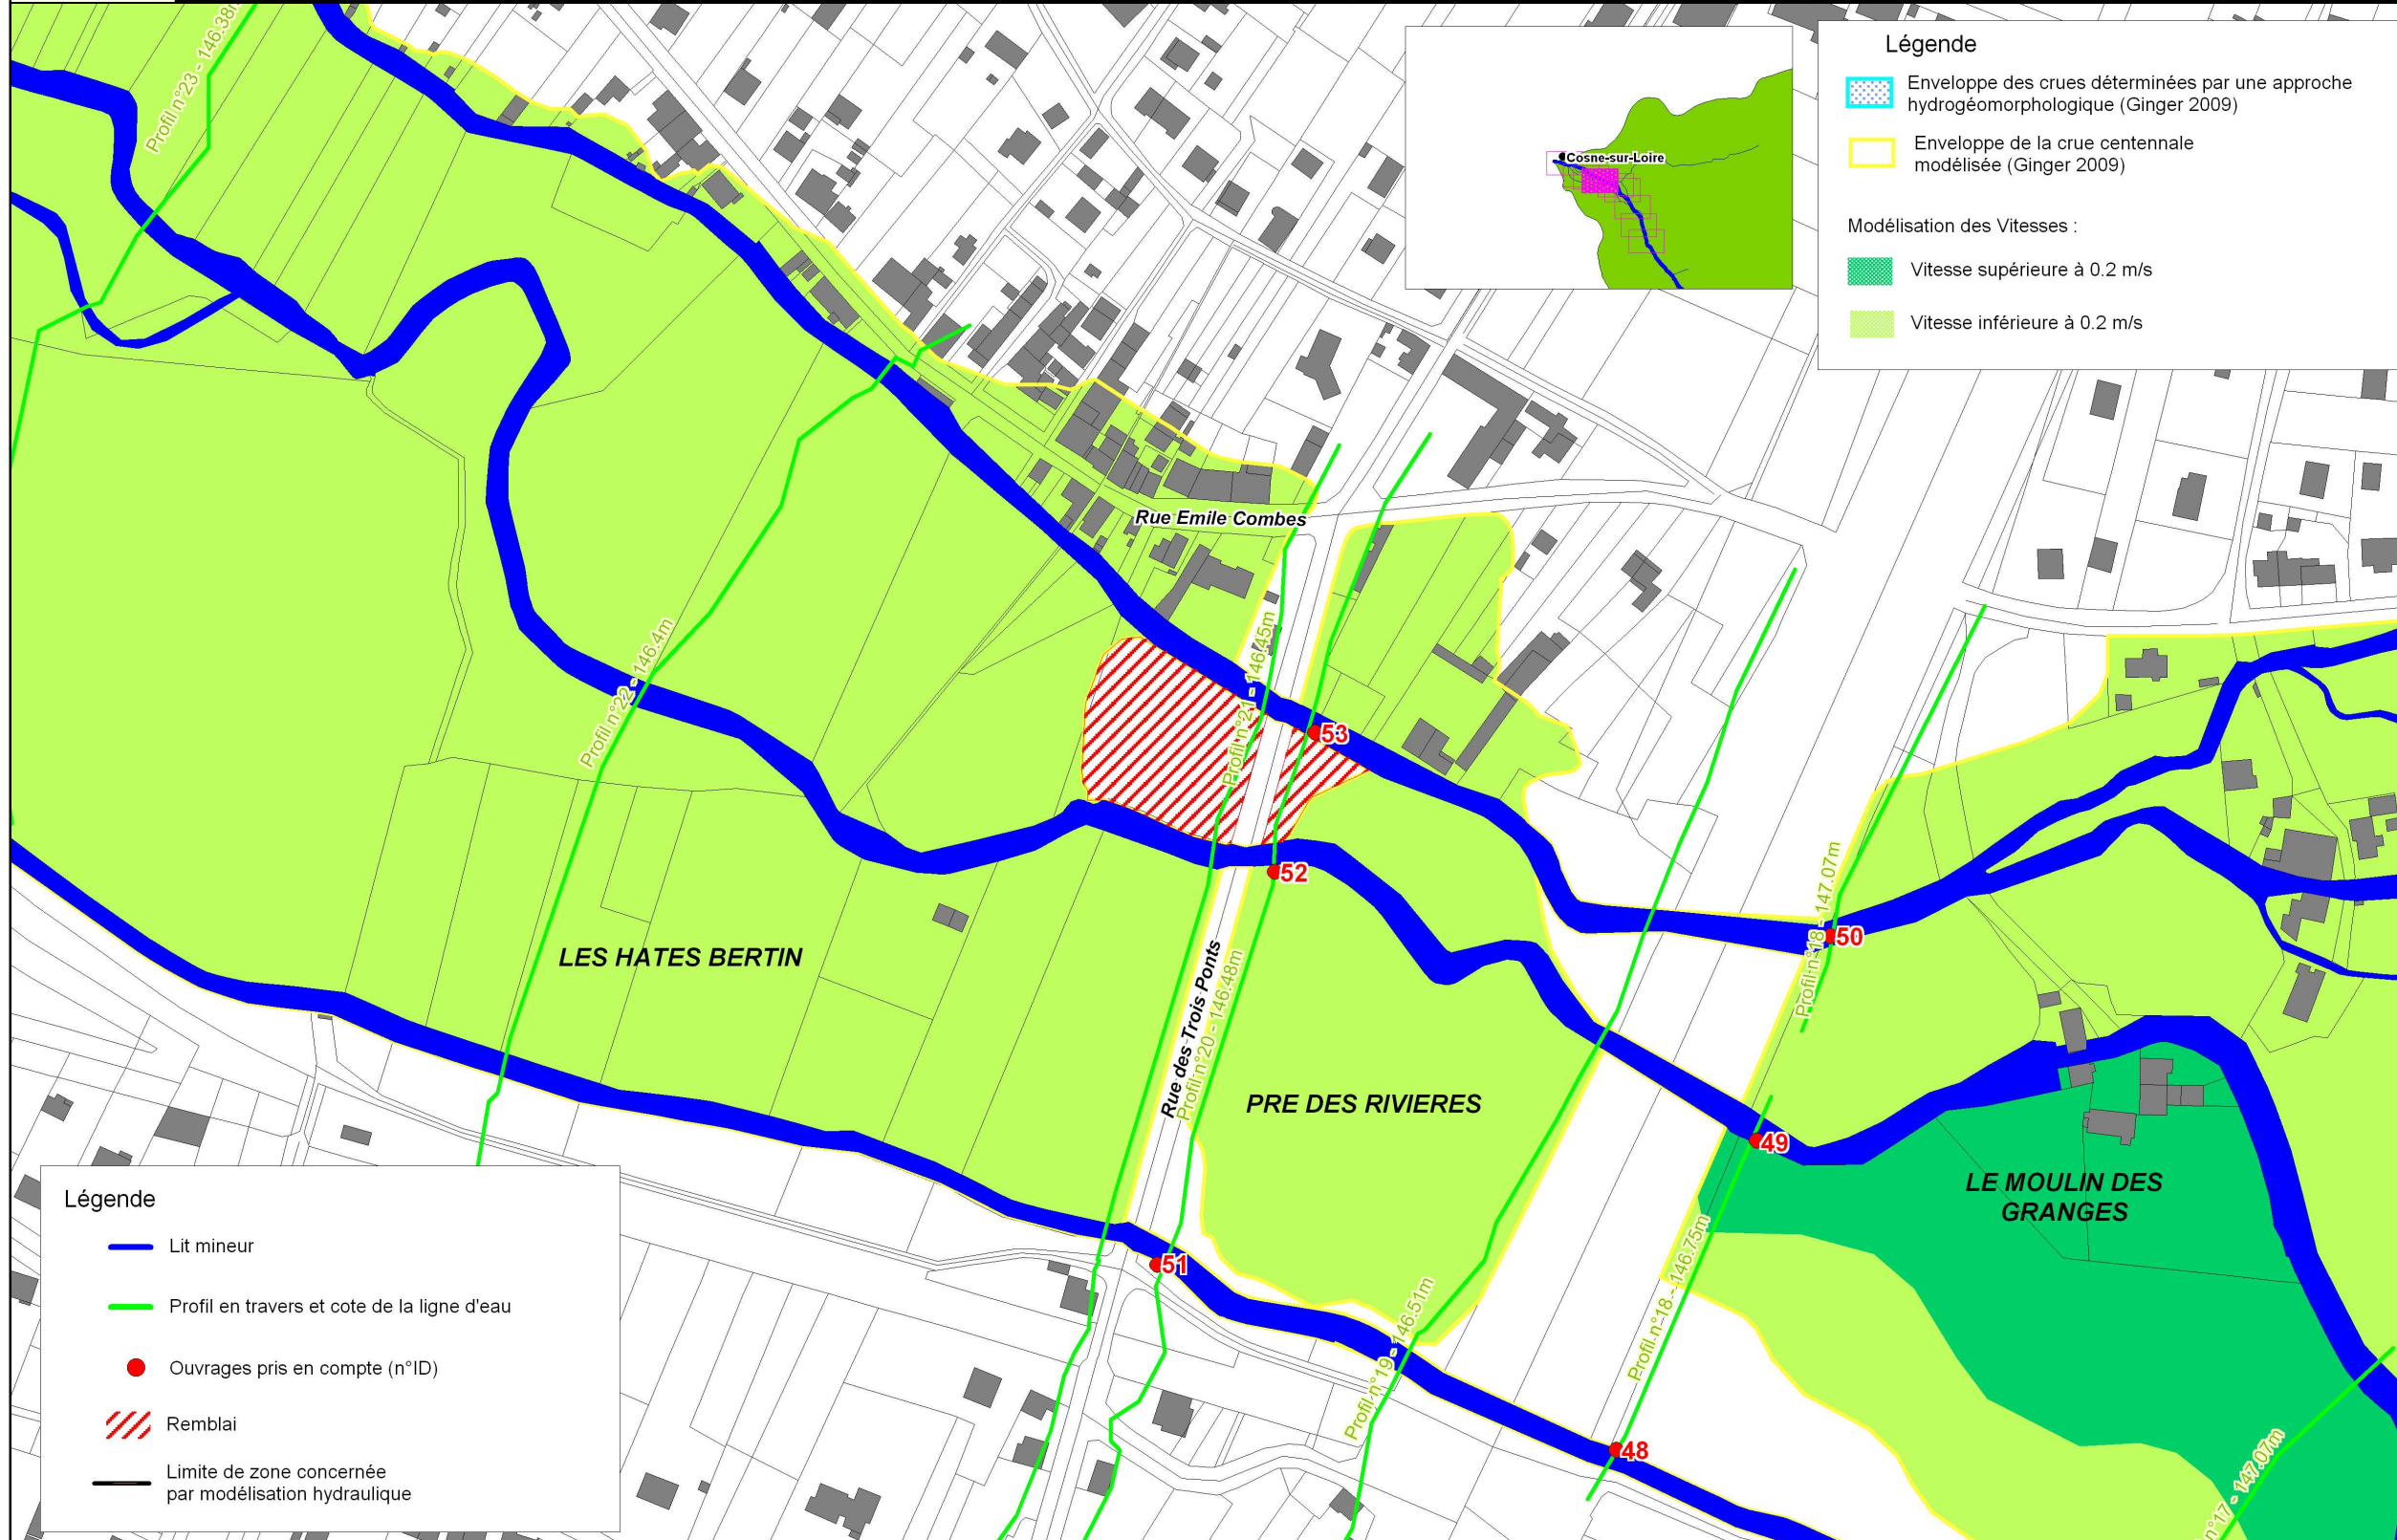 Profil n°23 - 146.38
Cosne-sur-Loire
Légende
Enveloppe des crues déterminées par une approche
hydrogéomorphologique (Ginger 2009)
Enveloppe de la crue centennale
modélisée (Ginger 2009)
Modélisation des Vitesses :
Vitesse supérieure à 0.2 m/s
Vitesse inférieure à 0.2 m/s
Rue Emile Combes
Profil n°22 - 146.4m
Profil n°21 - 146.45m
53
52
Profil n°18 - 147.07m
50
LES HATES BERTIN
Rue des Trois Ponts
Profil n°20 - 146.48m
PRE DES RIVIERES
49
LE MOULIN DES
GRANGES
51
Profil n°18 - 146.75m
Profil n°19 - 146.51m
48
n°17 - 147.07m
Légende
Lit mineur
Profil en travers et cote de la ligne d'eau
Ouvrages pris en compte (n°ID)
Remblai
Limite de zone concernée
par modélisation hydraulique